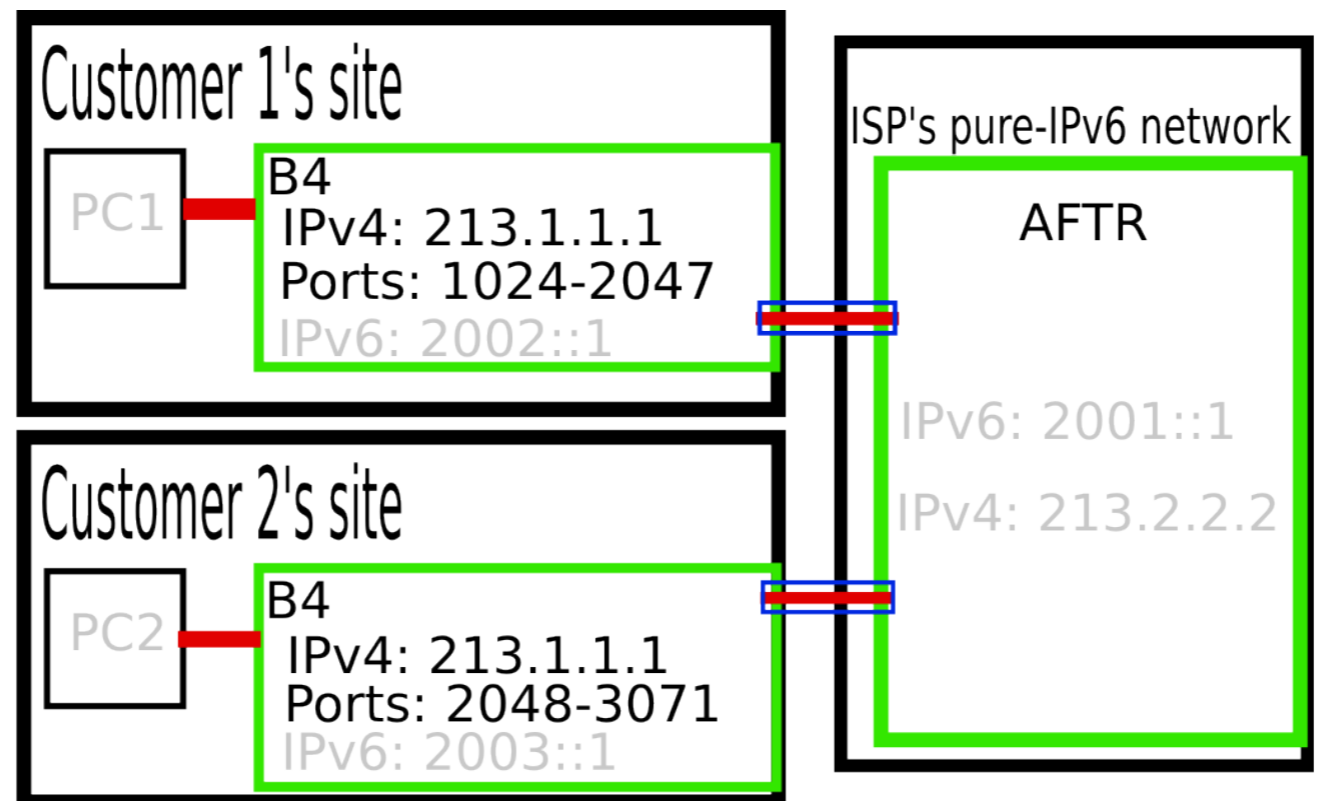 Customer 1's site
PC1
B4
IPv4: 213.1.1.1
Ports: 1024-2047
IPv6: 2002::1
Customer 2's site
PC2
B4
IPv4: 213.1.1.1
Ports: 2048-3071
IPv6: 2003::1
ISP's pure-IPv6 network
AFTR
IPv6: 2001::1
IPv4: 213.2.2.2